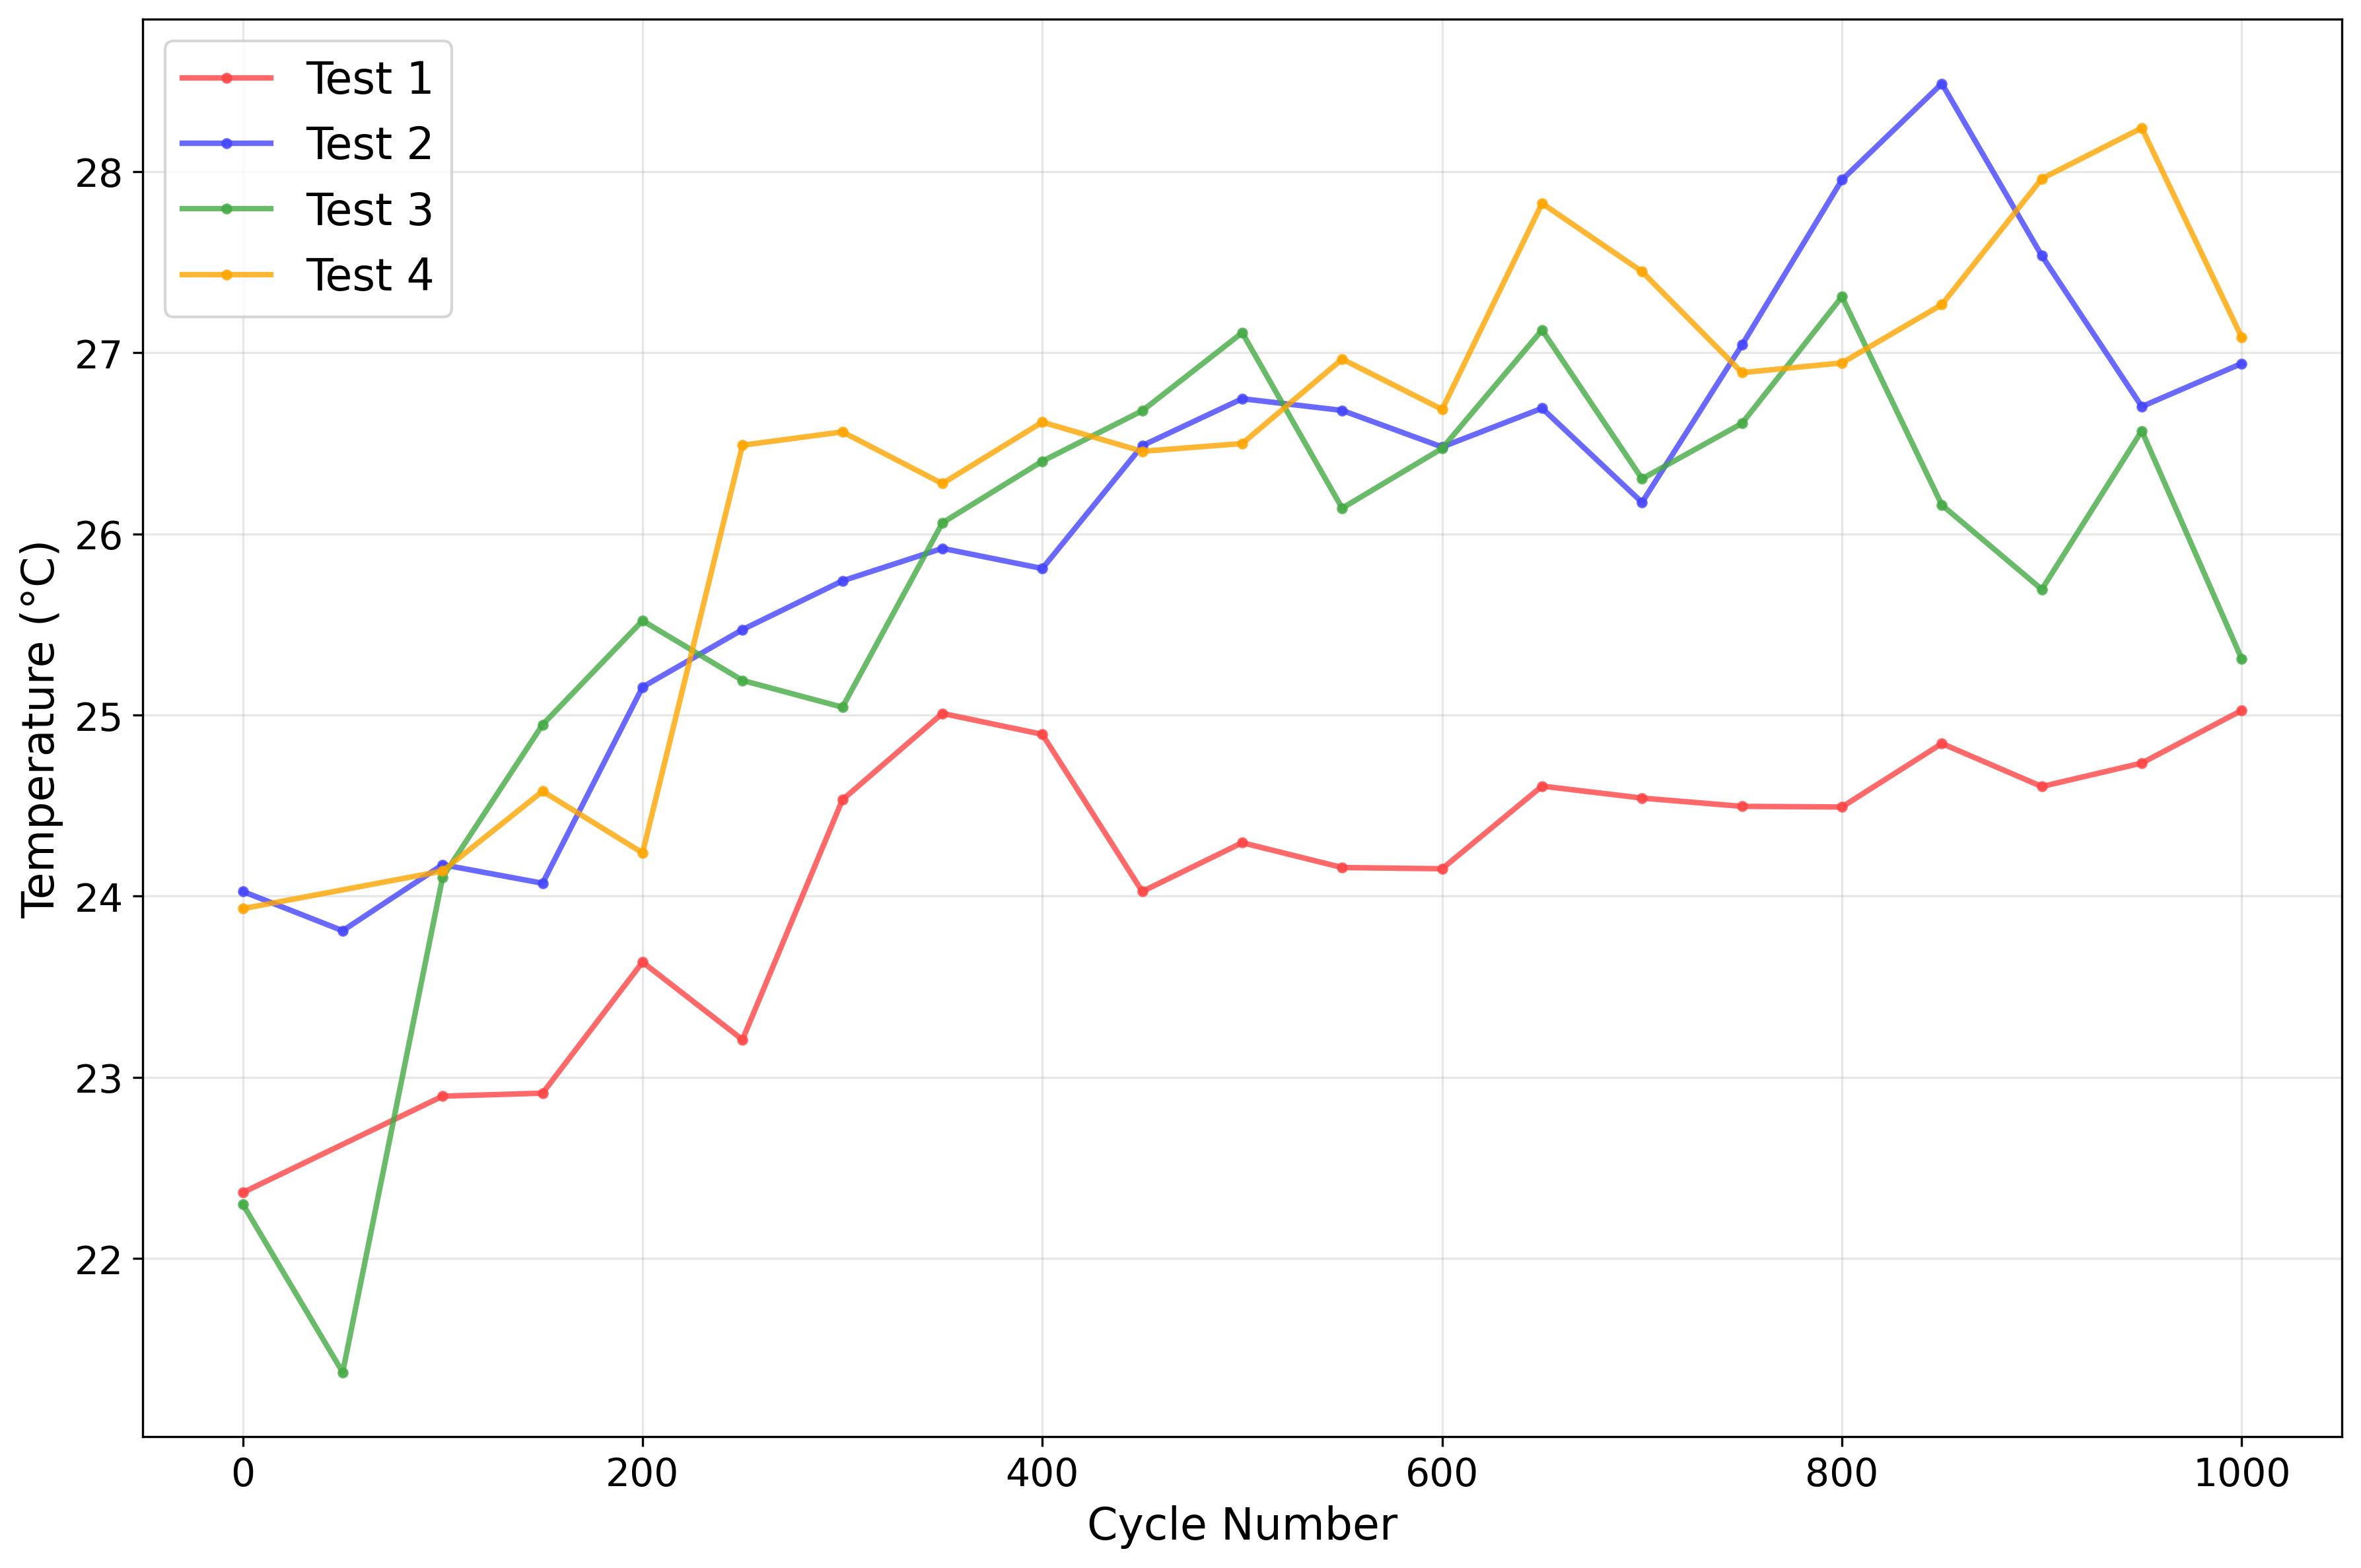 Test 1
Test 2
Test 3
Test 4
28
27
26
25
24
23
22
Temperature (°C)
0 200 400 600 800 1000
Cycle Number